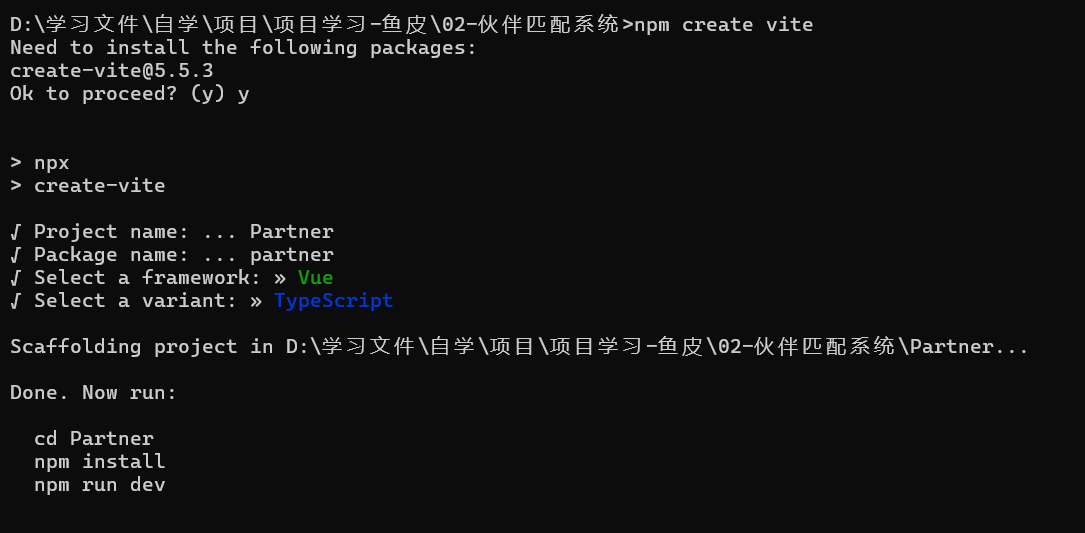 D:\学习文件\自学\项目\项目学习-鱼皮\02-伙伴匹配系统>npm create vite
Need to install the following packages:
create-vite@5.5.3
Ok to proceed? (y) y
> npx
> create-vite
√ Project name: ... Partner
√ Package name: ... partner
√ Select a framework: » Vue
√ Select a variant: » TypeScript
Scaffolding project in D:\学习文件\自学\项目\项目学习-鱼皮\02-伙伴匹配系统\Partner...
Done. Now run:
cd Partner
npm install
npm run dev